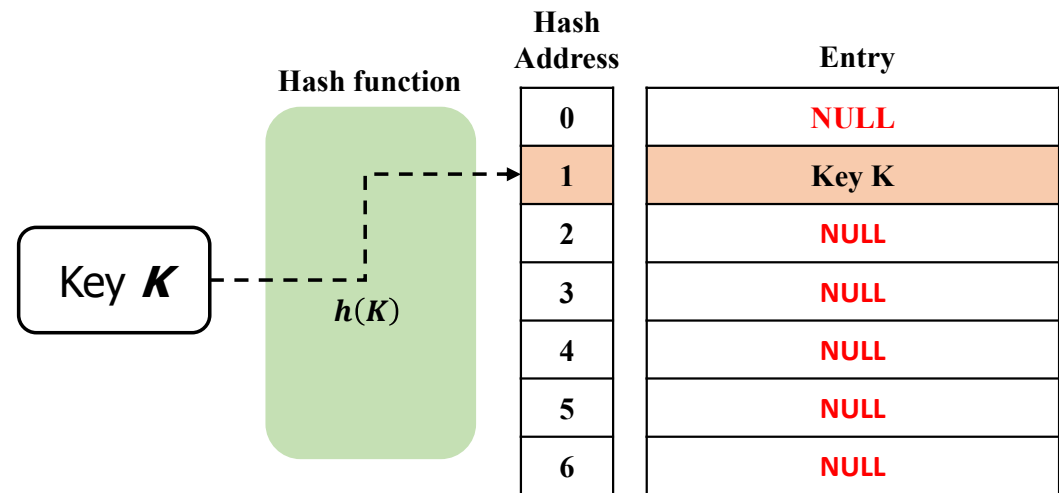 Hash
Address
Entry
Hash function
0 NULL
1 Key K
2 NULL
Key K
3 NULL
h(K)
4 NULL
5 NULL
6 NULL